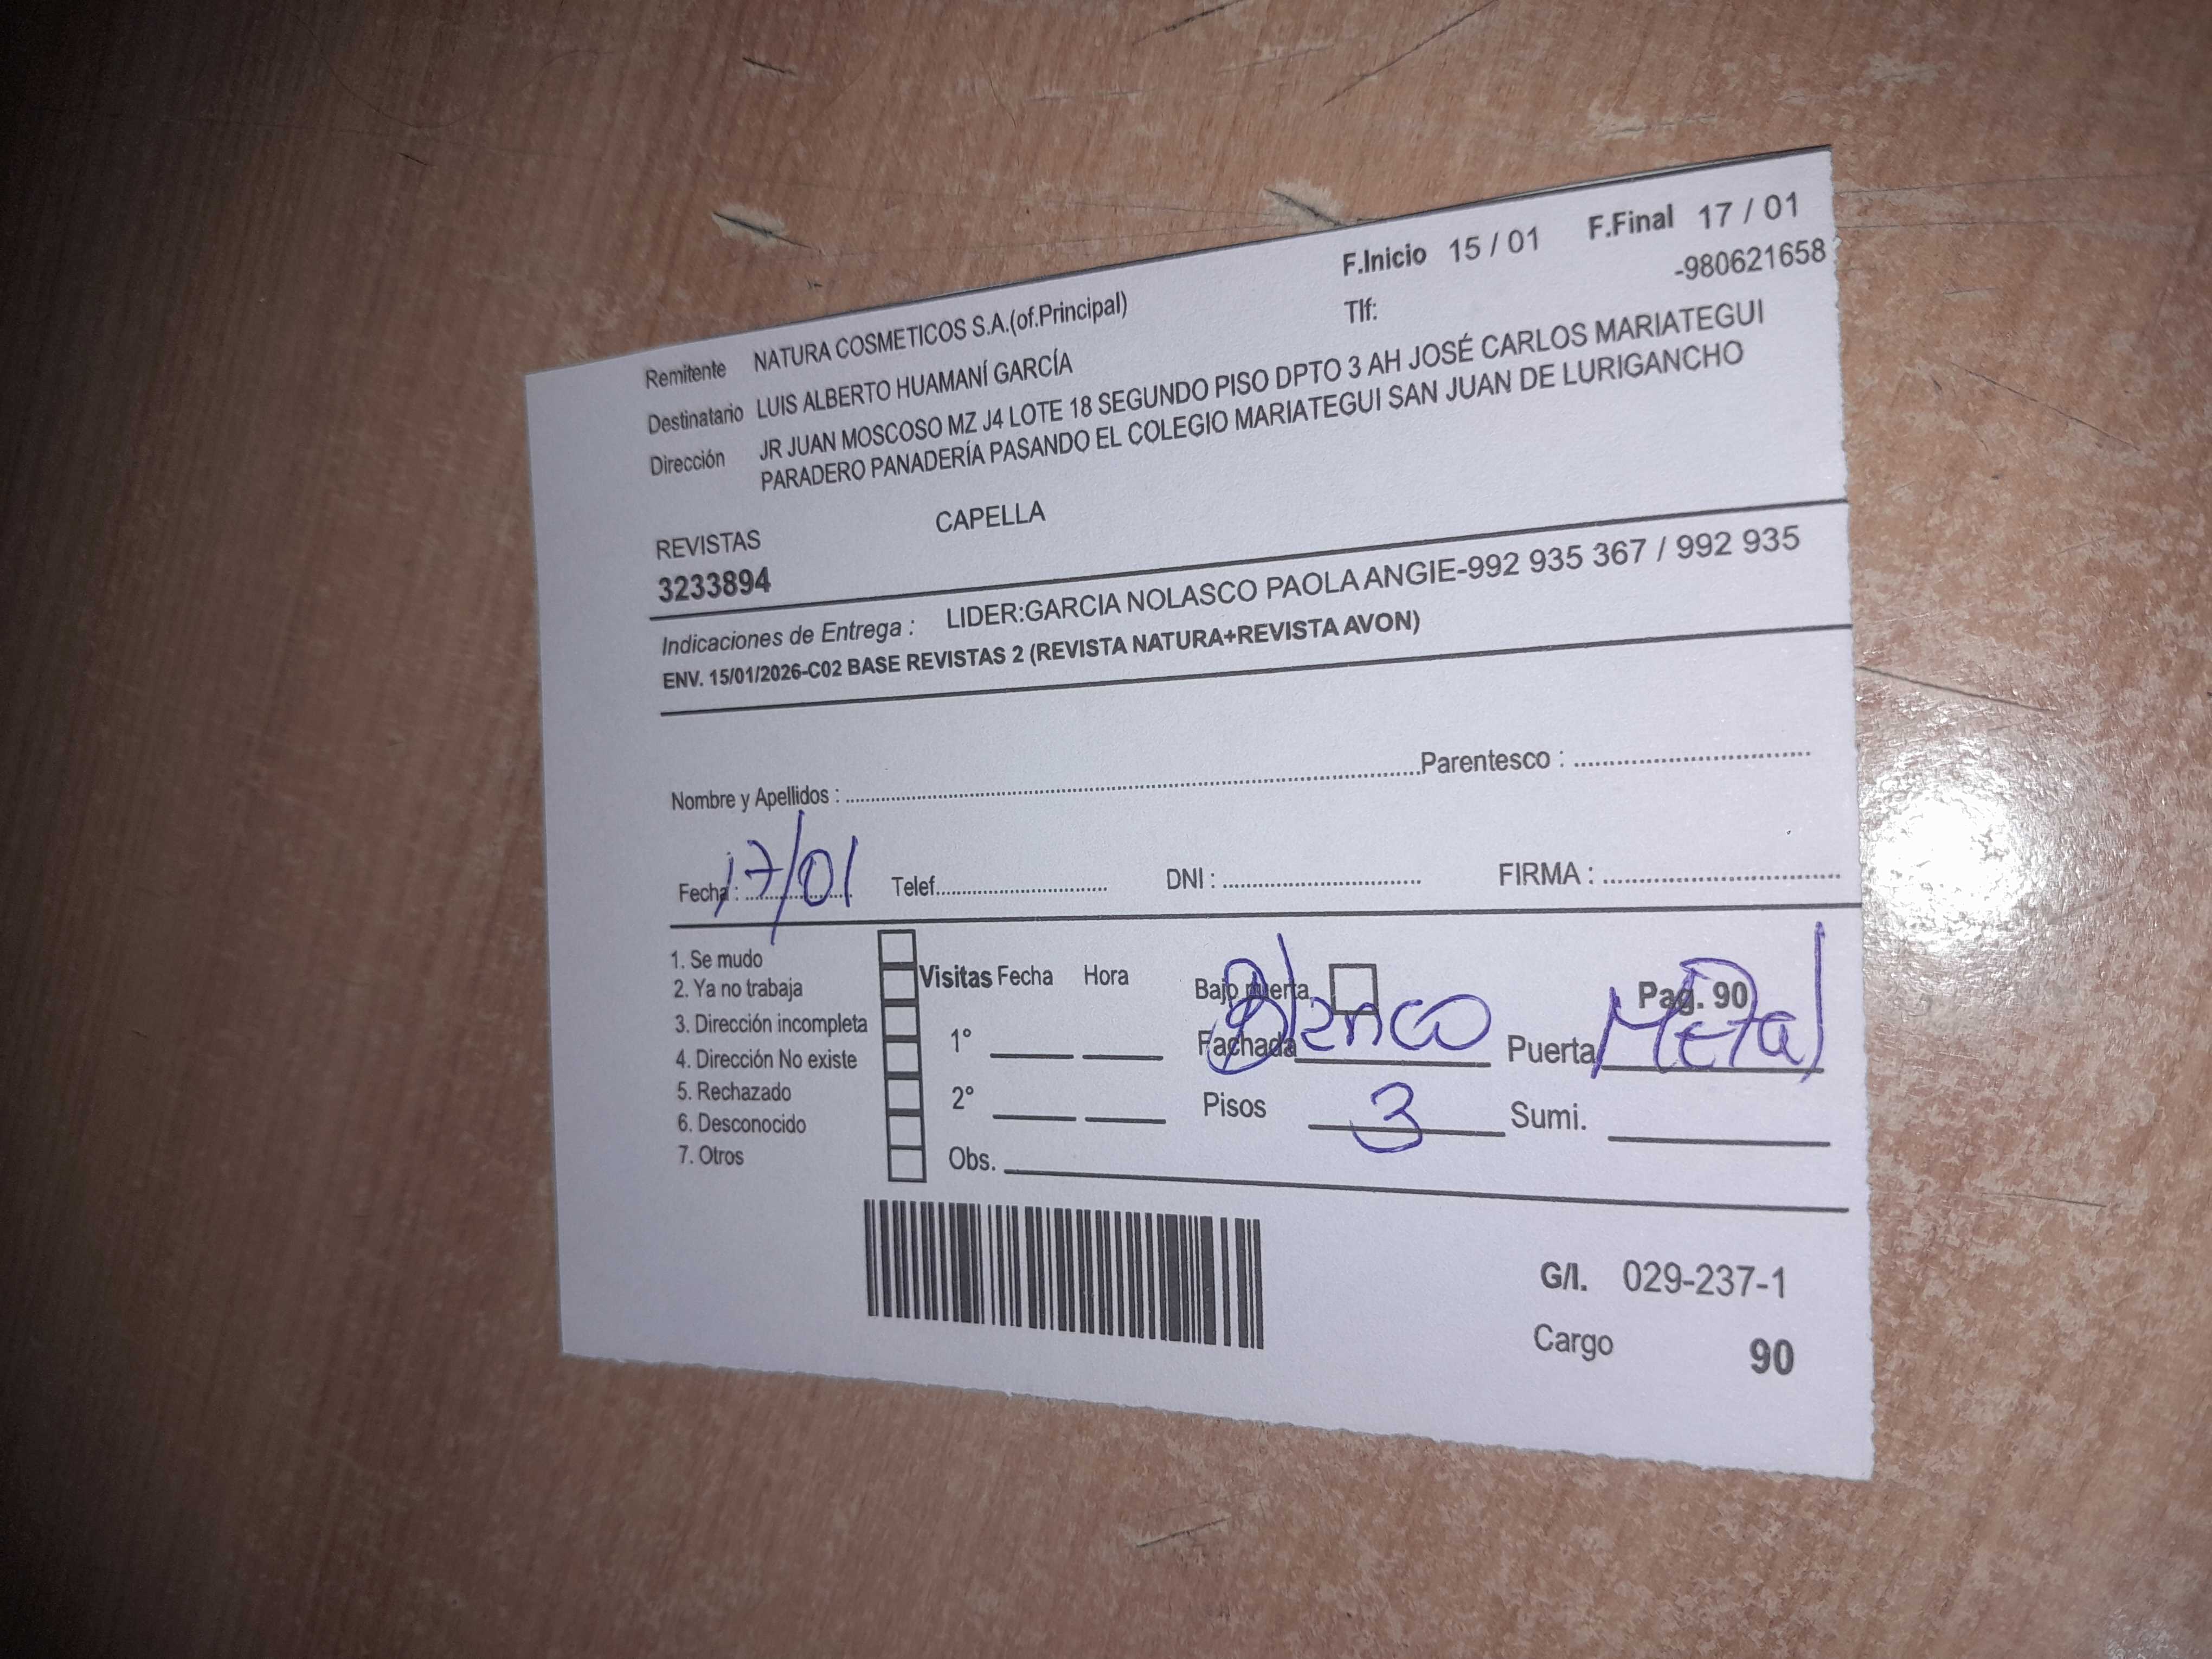 F.Inicio 15 / 01 F.Final 17 / 01
Remitente NATURA COSMETICOS S.A.(of.Principal) Tlf: -980621658
Destinatario LUIS ALBERTO HUAMANÍ GARCÍA
Dirección JR JUAN MOSCOSO MZ J4 LOTE 18 SEGUNDO PISO DPTO 3 AH JOSÉ CARLOS MARIATEGUI
PARADERO PANADERÍA PASANDO EL COLEGIO MARIATEGUI SAN JUAN DE LURIGANCHO
REVISTAS CAPELLA
3233894
Indicaciones de Entrega : LIDER:GARCIA NOLASCO PAOLA ANGIE-992 935 367 / 992 935
ENV. 15/01/2026-C02 BASE REVISTAS 2 (REVISTA NATURA+REVISTA AVON)
Nombre y Apellidos : Parentesco :
Fecha : 17/01 Telef. DNI : FIRMA :
1. Se mudo
2. Ya no trabaja
3. Dirección incompleta
4. Dirección No existe
5. Rechazado
6. Desconocido
7. Otros
Visitas Fecha Hora
1°
2°
Obs.
Bajo puerta Pag. 90
Fachada Blanco Puerta Metal
Pisos 3 Sumi.
G/I. 029-237-1
Cargo 90